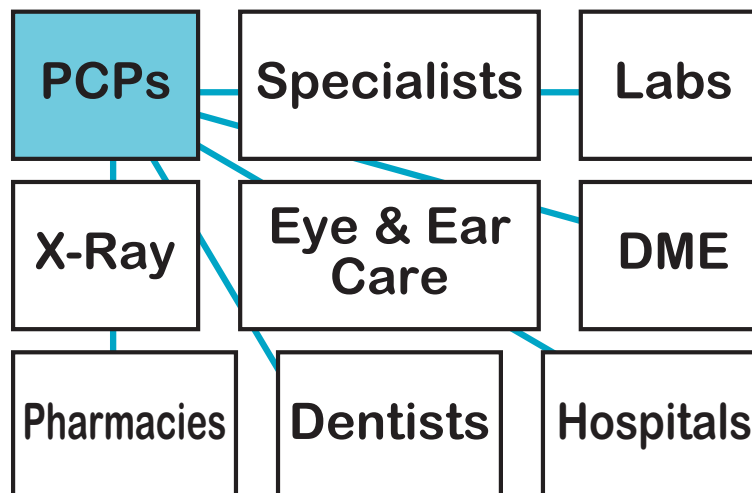 PCPs
Specialists
Labs
X-Ray
Eye & Ear
Care
DME
Pharmacies
Dentists
Hospitals